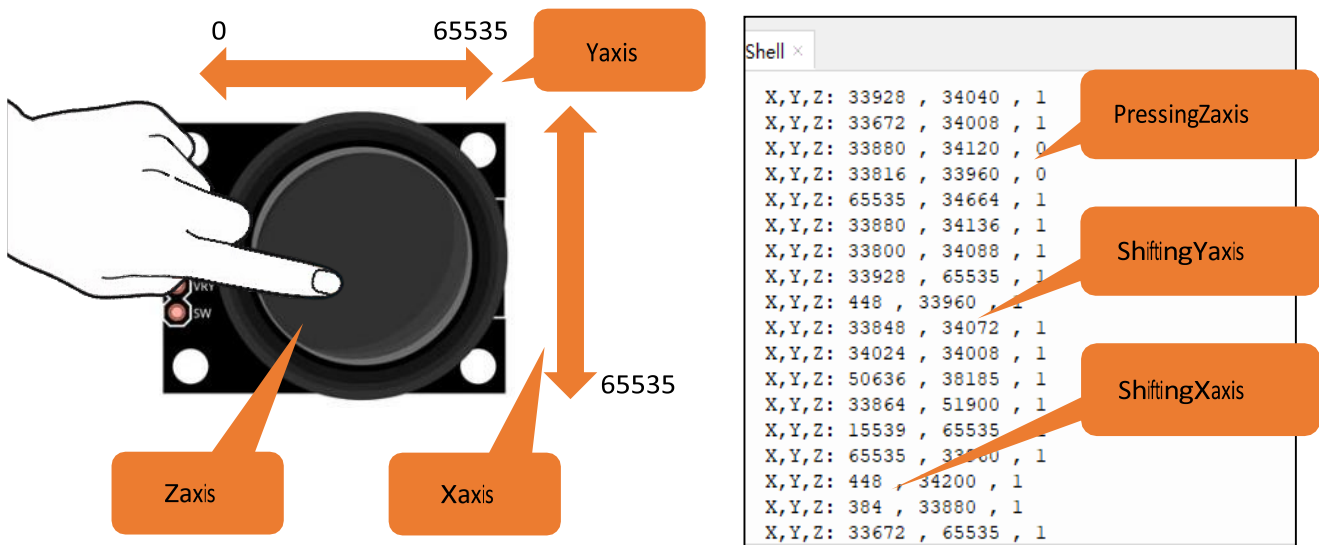 0
65535
Yaxis
VRY
SW
65535
Zaxis
Xaxis
Shell ×
X,Y,Z: 33928 , 34040 , 1
X,Y,Z: 33672 , 34008 , 1
X,Y,Z: 33880 , 34120 , 0
X,Y,Z: 33816 , 33960 , 0
X,Y,Z: 65535 , 34664 , 1
X,Y,Z: 33880 , 34136 , 1
X,Y,Z: 33800 , 34088 , 1
X,Y,Z: 33928 , 65535 , 1
X,Y,Z: 448 , 33960 , 1
X,Y,Z: 33848 , 34072 , 1
X,Y,Z: 34024 , 34008 , 1
X,Y,Z: 50636 , 38185 , 1
X,Y,Z: 33864 , 51900 , 1
X,Y,Z: 15539 , 65535 , 1
X,Y,Z: 65535 , , 1
X,Y,Z: 448 , 34200 , 1
X,Y,Z: 384 , 33880 , 1
X,Y,Z: 33672 , 65535 , 1
PressingZaxis
ShiftingYaxis
ShiftingXaxis